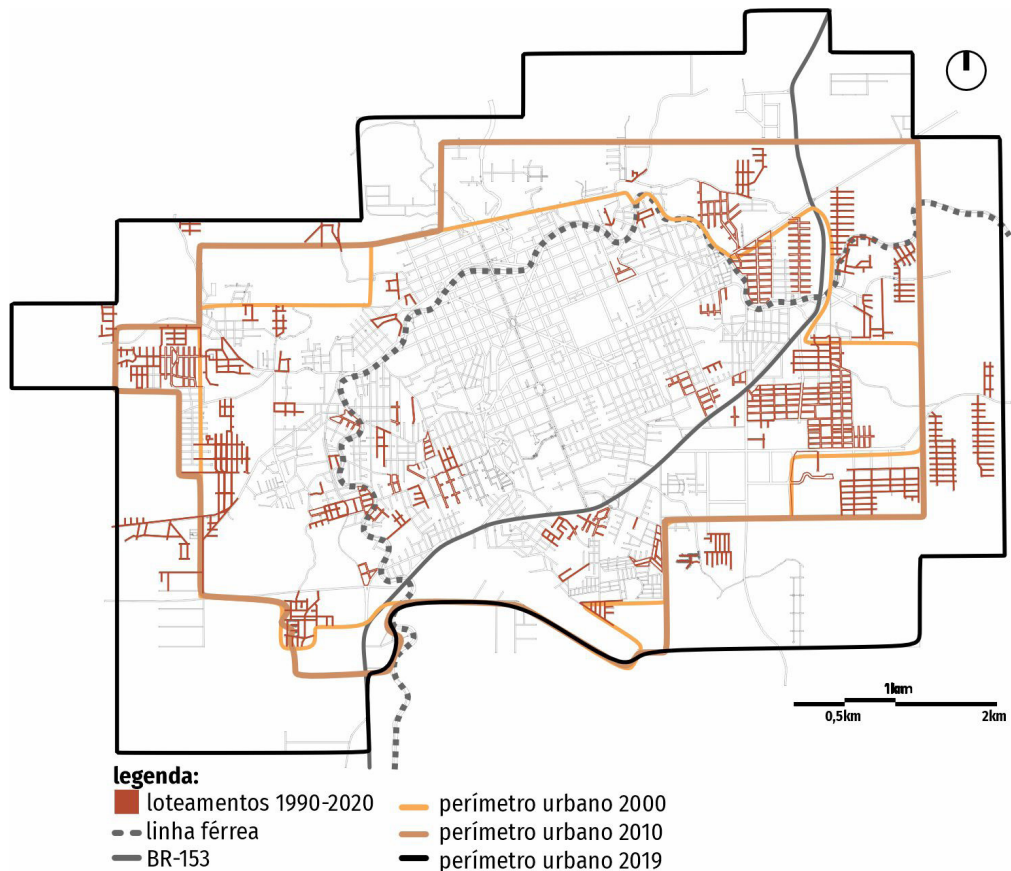 1km
0,5km 2km
legenda:
loteamentos 1990-2020
linha férrea
BR-153
perímetro urbano 2000
perímetro urbano 2010
perímetro urbano 2019